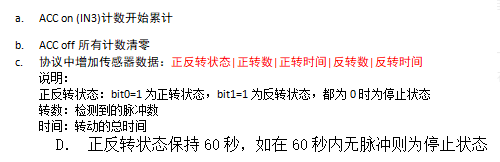 a. ACC on (IN3)计数开始累计
b. ACC off 所有计数清零
c. 协议中增加传感器数据：正反转状态|正转数|正转时间|反转数|反转时间
说明：
正反转状态：bit0=1 为正转状态，bit1=1 为反转状态，都为 0 时为停止状态
转数：检测到的脉冲数
时间：转动的总时间
D. 正反转状态保持 60 秒，如在 60 秒内无脉冲则为停止状态